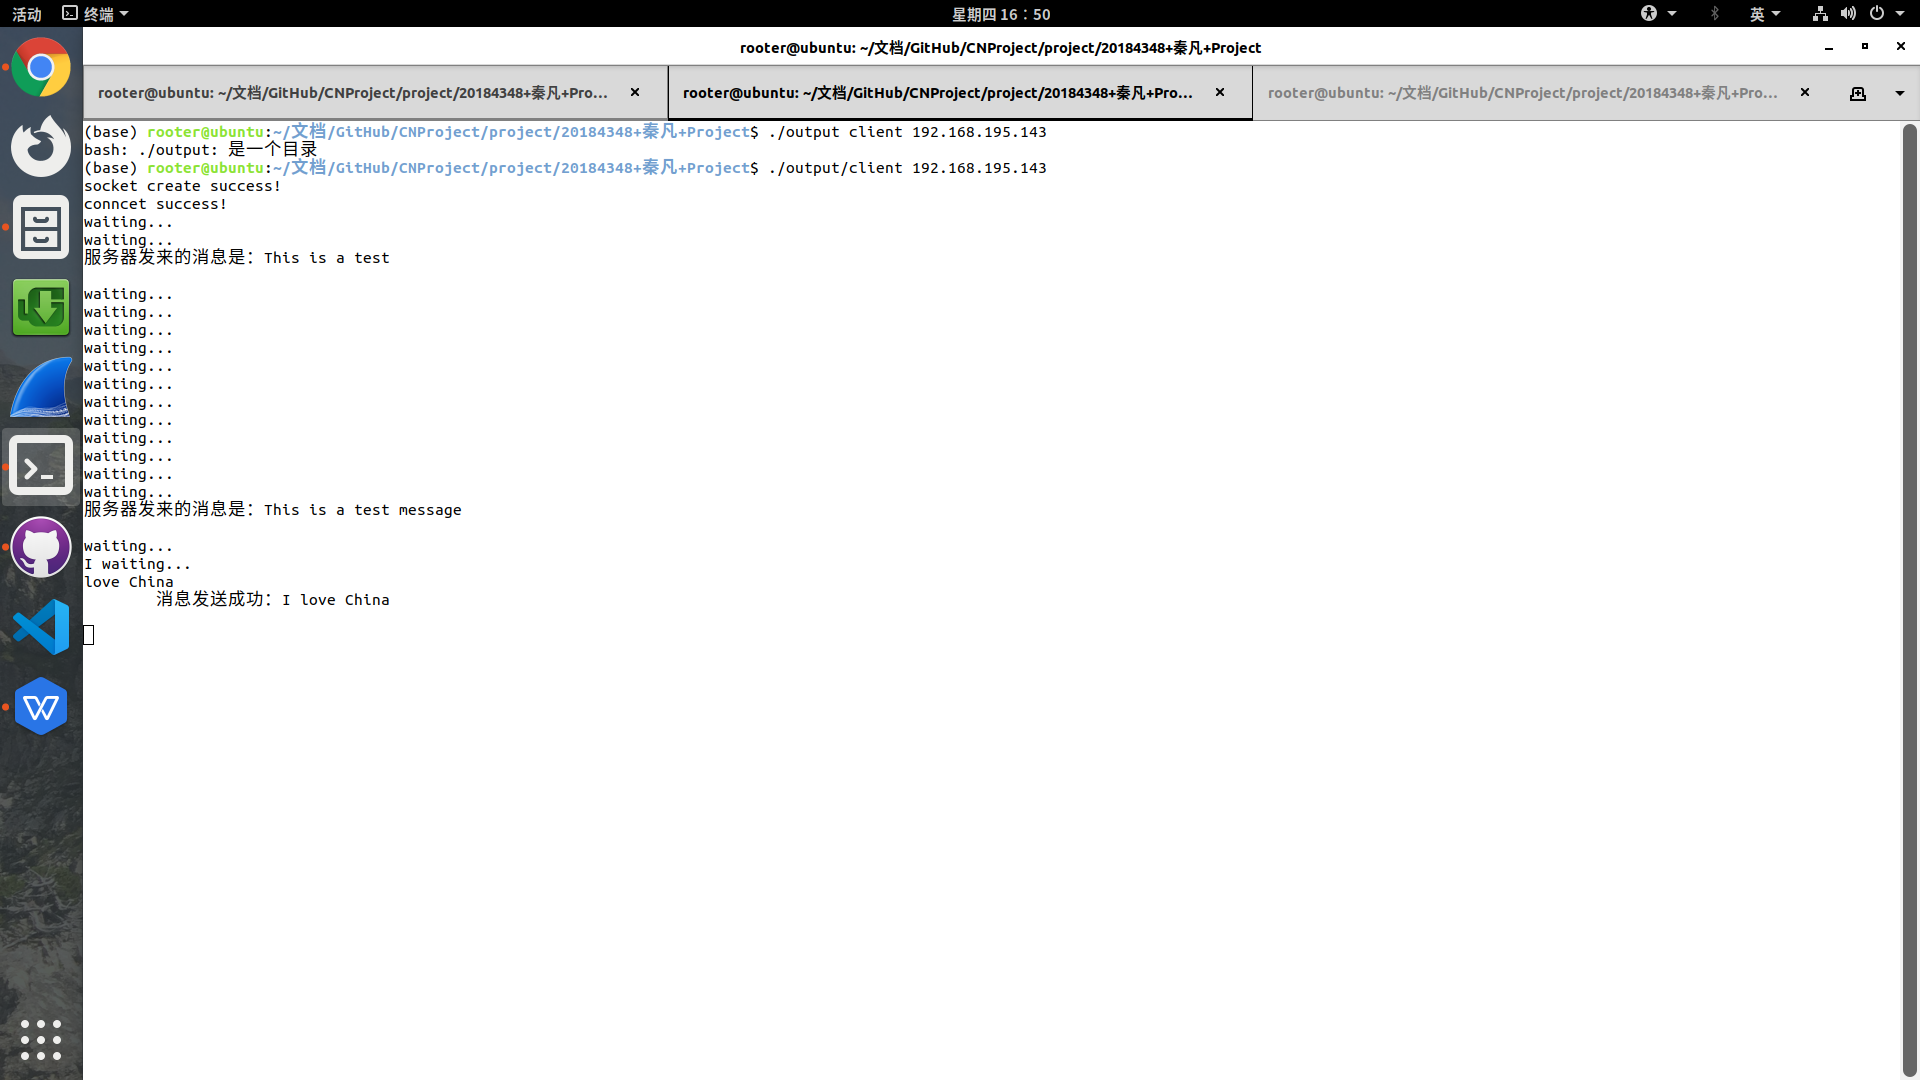 活动 终端 星期四 16：50 英
rooter@ubuntu: ~/文档/GitHub/CNProject/project/20184348+秦凡+Project
rooter@ubuntu: ~/文档/GitHub/CNProject/project/20184348+秦凡+Pro... rooter@ubuntu: ~/文档/GitHub/CNProject/project/20184348+秦凡+Pro... rooter@ubuntu: ~/文档/GitHub/CNProject/project/20184348+秦凡+Pro...
(base) rooter@ubuntu:~/文档/GitHub/CNProject/project/20184348+秦凡+Project$ ./output client 192.168.195.143
bash: ./output: 是一个目录
(base) rooter@ubuntu:~/文档/GitHub/CNProject/project/20184348+秦凡+Project$ ./output/client 192.168.195.143
socket create success!
conncet success!
waiting...
waiting...
服务器发来的消息是：This is a test
waiting...
waiting...
waiting...
waiting...
waiting...
waiting...
waiting...
waiting...
waiting...
waiting...
waiting...
waiting...
服务器发来的消息是：This is a test message
waiting...
I waiting...
love China
消息发送成功：I love China